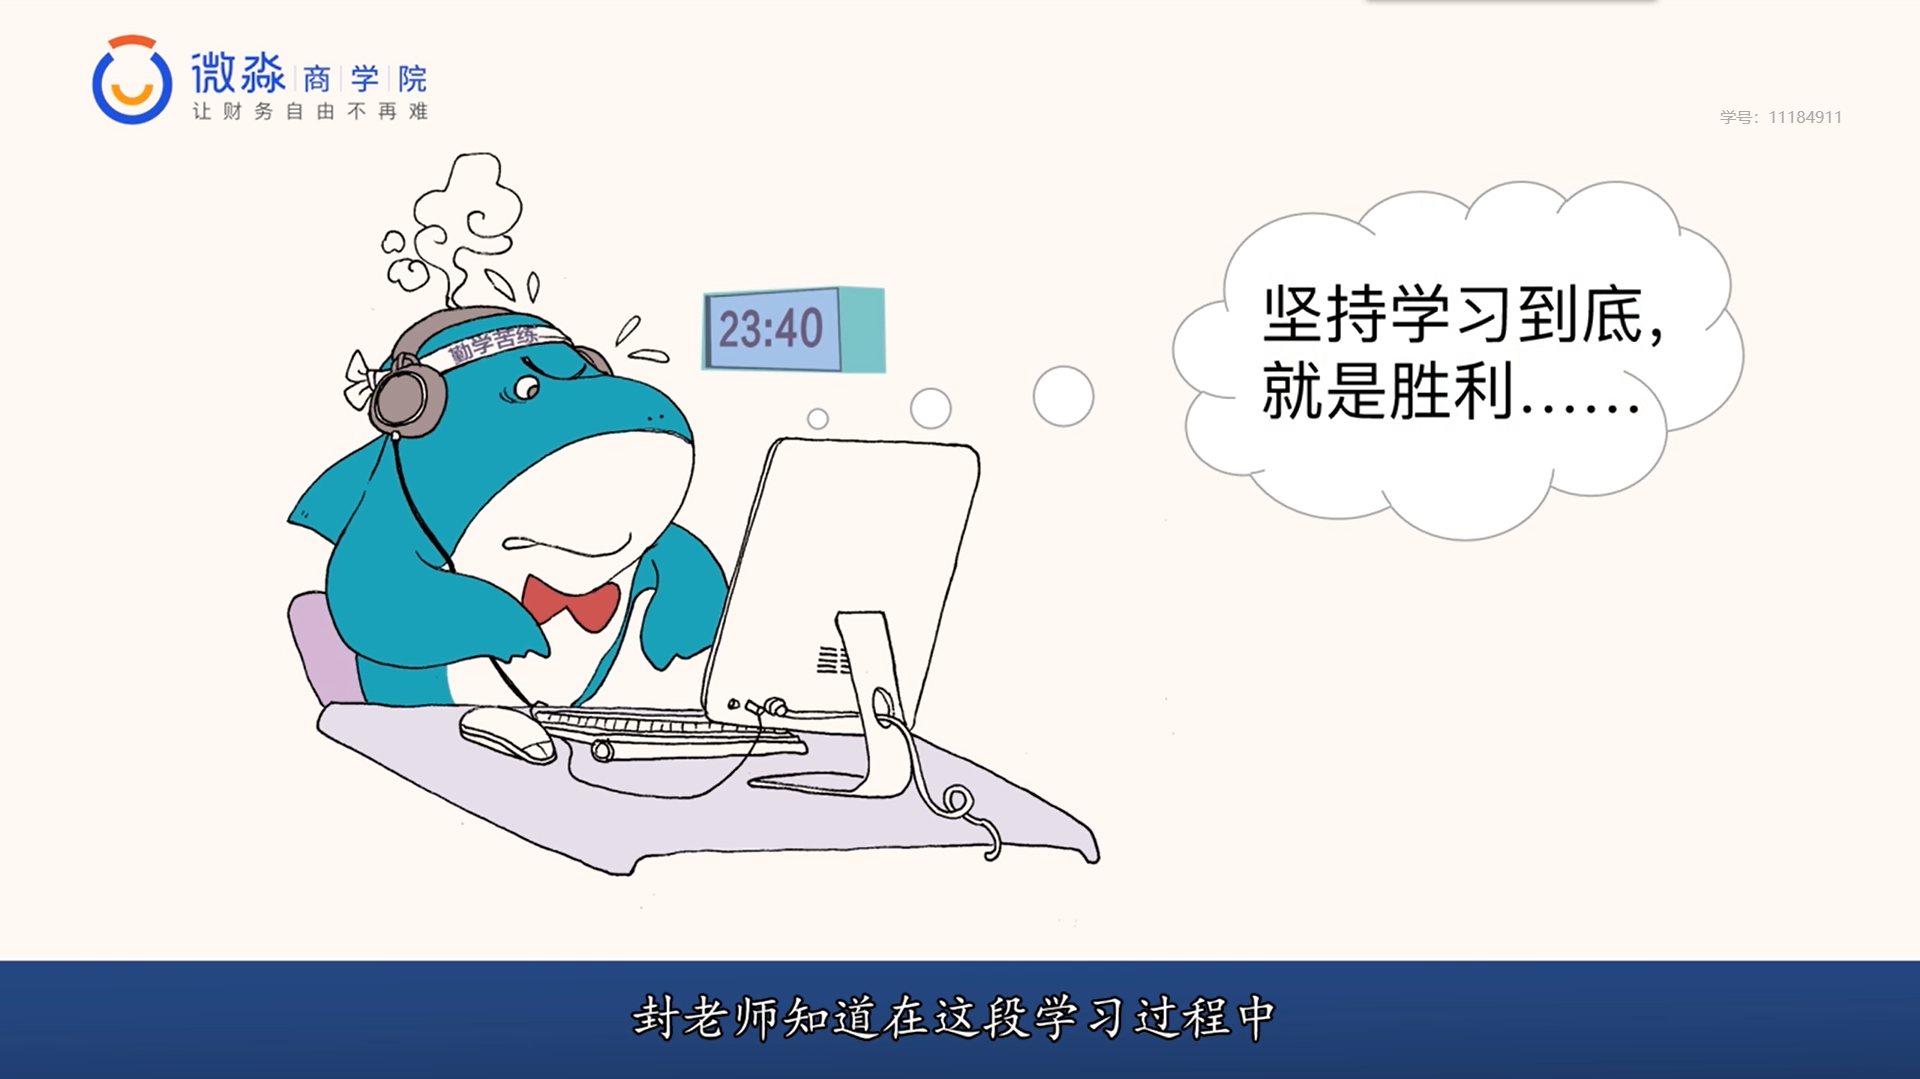 微淼商学院
让财务自由不再难
学号：11184911
勤学苦练
23:40
坚持学习到底，
就是胜利……
封老师知道在这段学习过程中